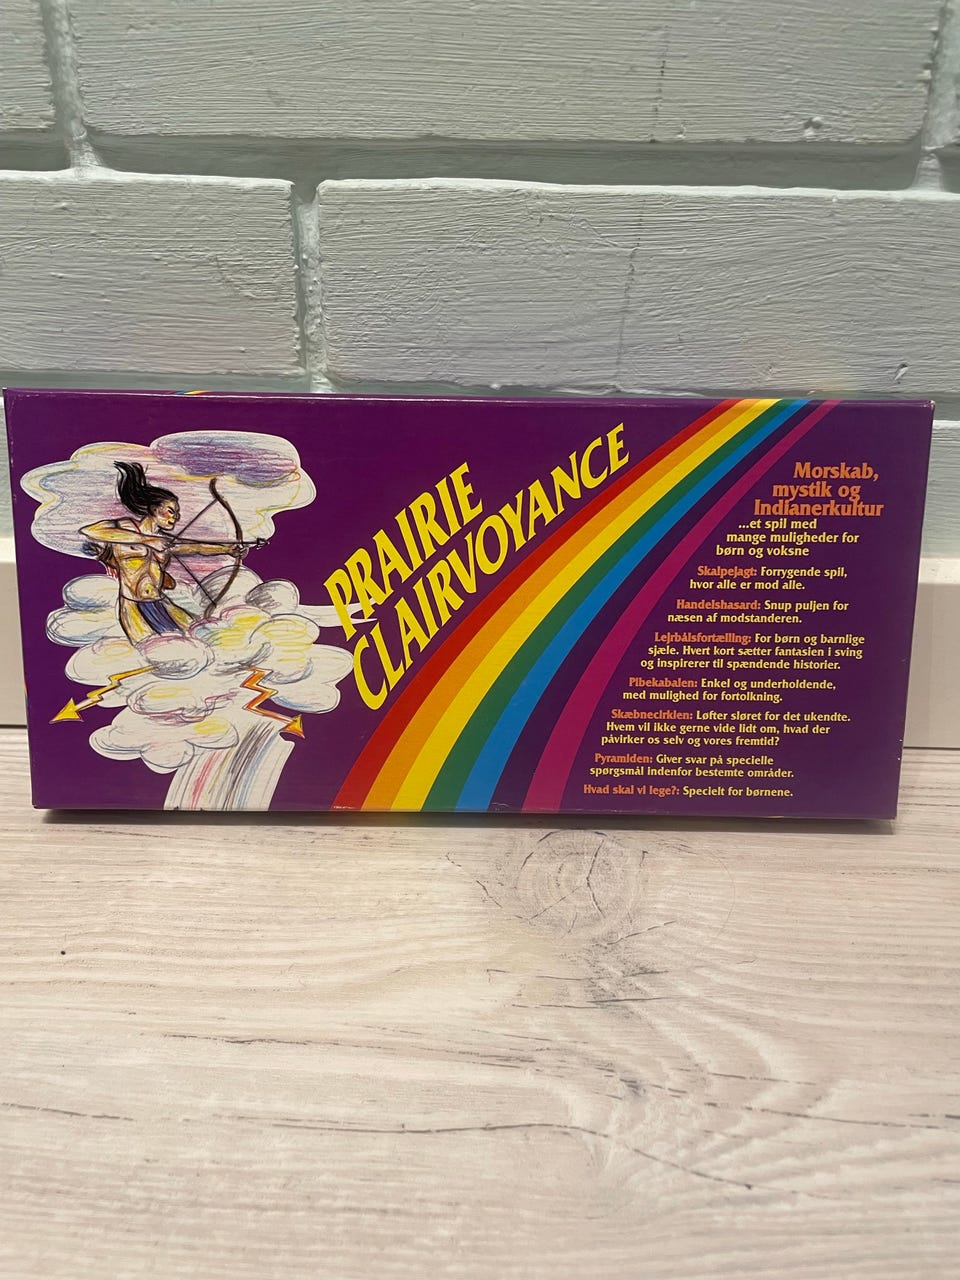 PRAIRIE
CLAIRVOYANCE
Morskab,
mystik og
Indianerkultur
...et spil med
mange muligheder for
børn og voksne
Skalpejagt: Forrygende spil,
hvor alle er mod alle.
Handelshasard: Snup puljen for
næsen af modstanderen.
Lejrbålsfortælling: For børn og barnlige
sjæle. Hvert kort sætter fantasien i sving
og inspirerer til spændende historier.
Pibekabalen: Enkel og underholdende,
med mulighed for fortolkning.
Skæbnecirklen: Løfter sløret for det ukendte.
Hvem vil ikke gerne vide lidt om, hvad der
påvirker os selv og vores fremtid?
Pyramiden: Giver svar på specielle
spørgsmål indenfor bestemte områder.
Hvad skal vi lege?: Specielt for børnene.